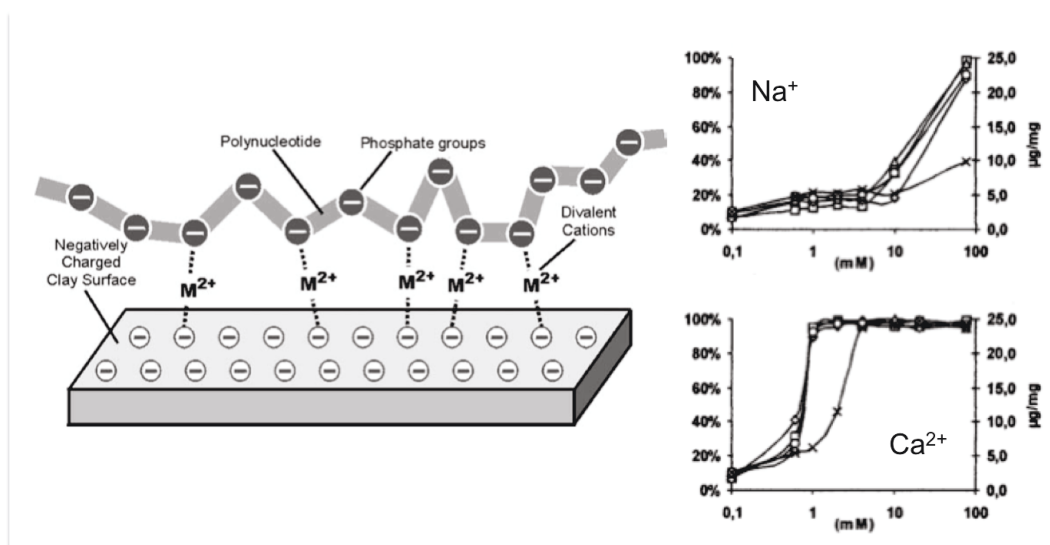 Polynucleotide
Phosphate groups
Negatively
Charged
Clay Surface
Divalent
Cations
M2+
M2+
M2+
M2+
M2+
Na+
100%
80%
60%
40%
20%
0%
25,0
20,0
15,0
10,0
5,0
0,0
µg/mg
0,1
1
10
100
(mM)
Ca2+
100%
80%
60%
40%
20%
0%
25,0
20,0
15,0
10,0
5,0
0,0
µg/mg
0,1
1
10
100
(mM)